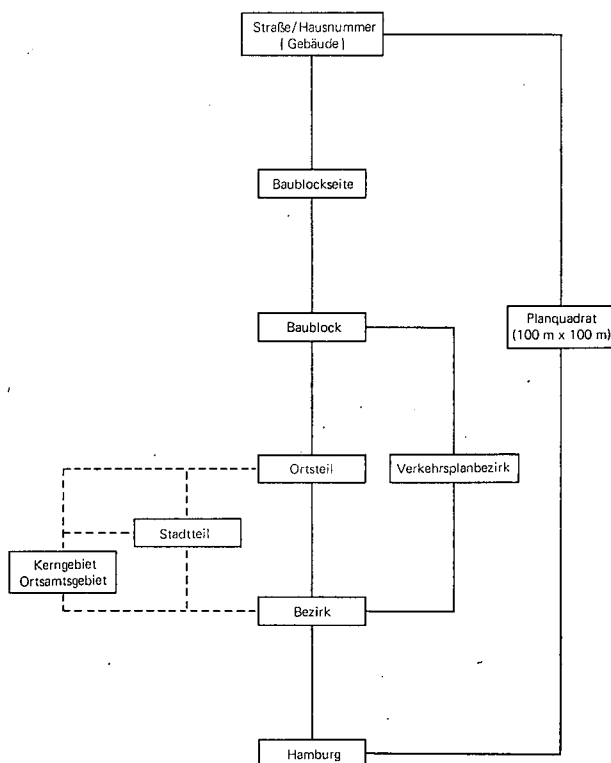 Straße/Hausnummer
( Gebäude )
Baublockseite
Baublock
Planquadrat
(100 m x 100 m)
Ortsteil
Verkehrsplanbezirk
Stadtteil
Kerngebiet
Ortsamtsgebiet
Bezirk
Hamburg